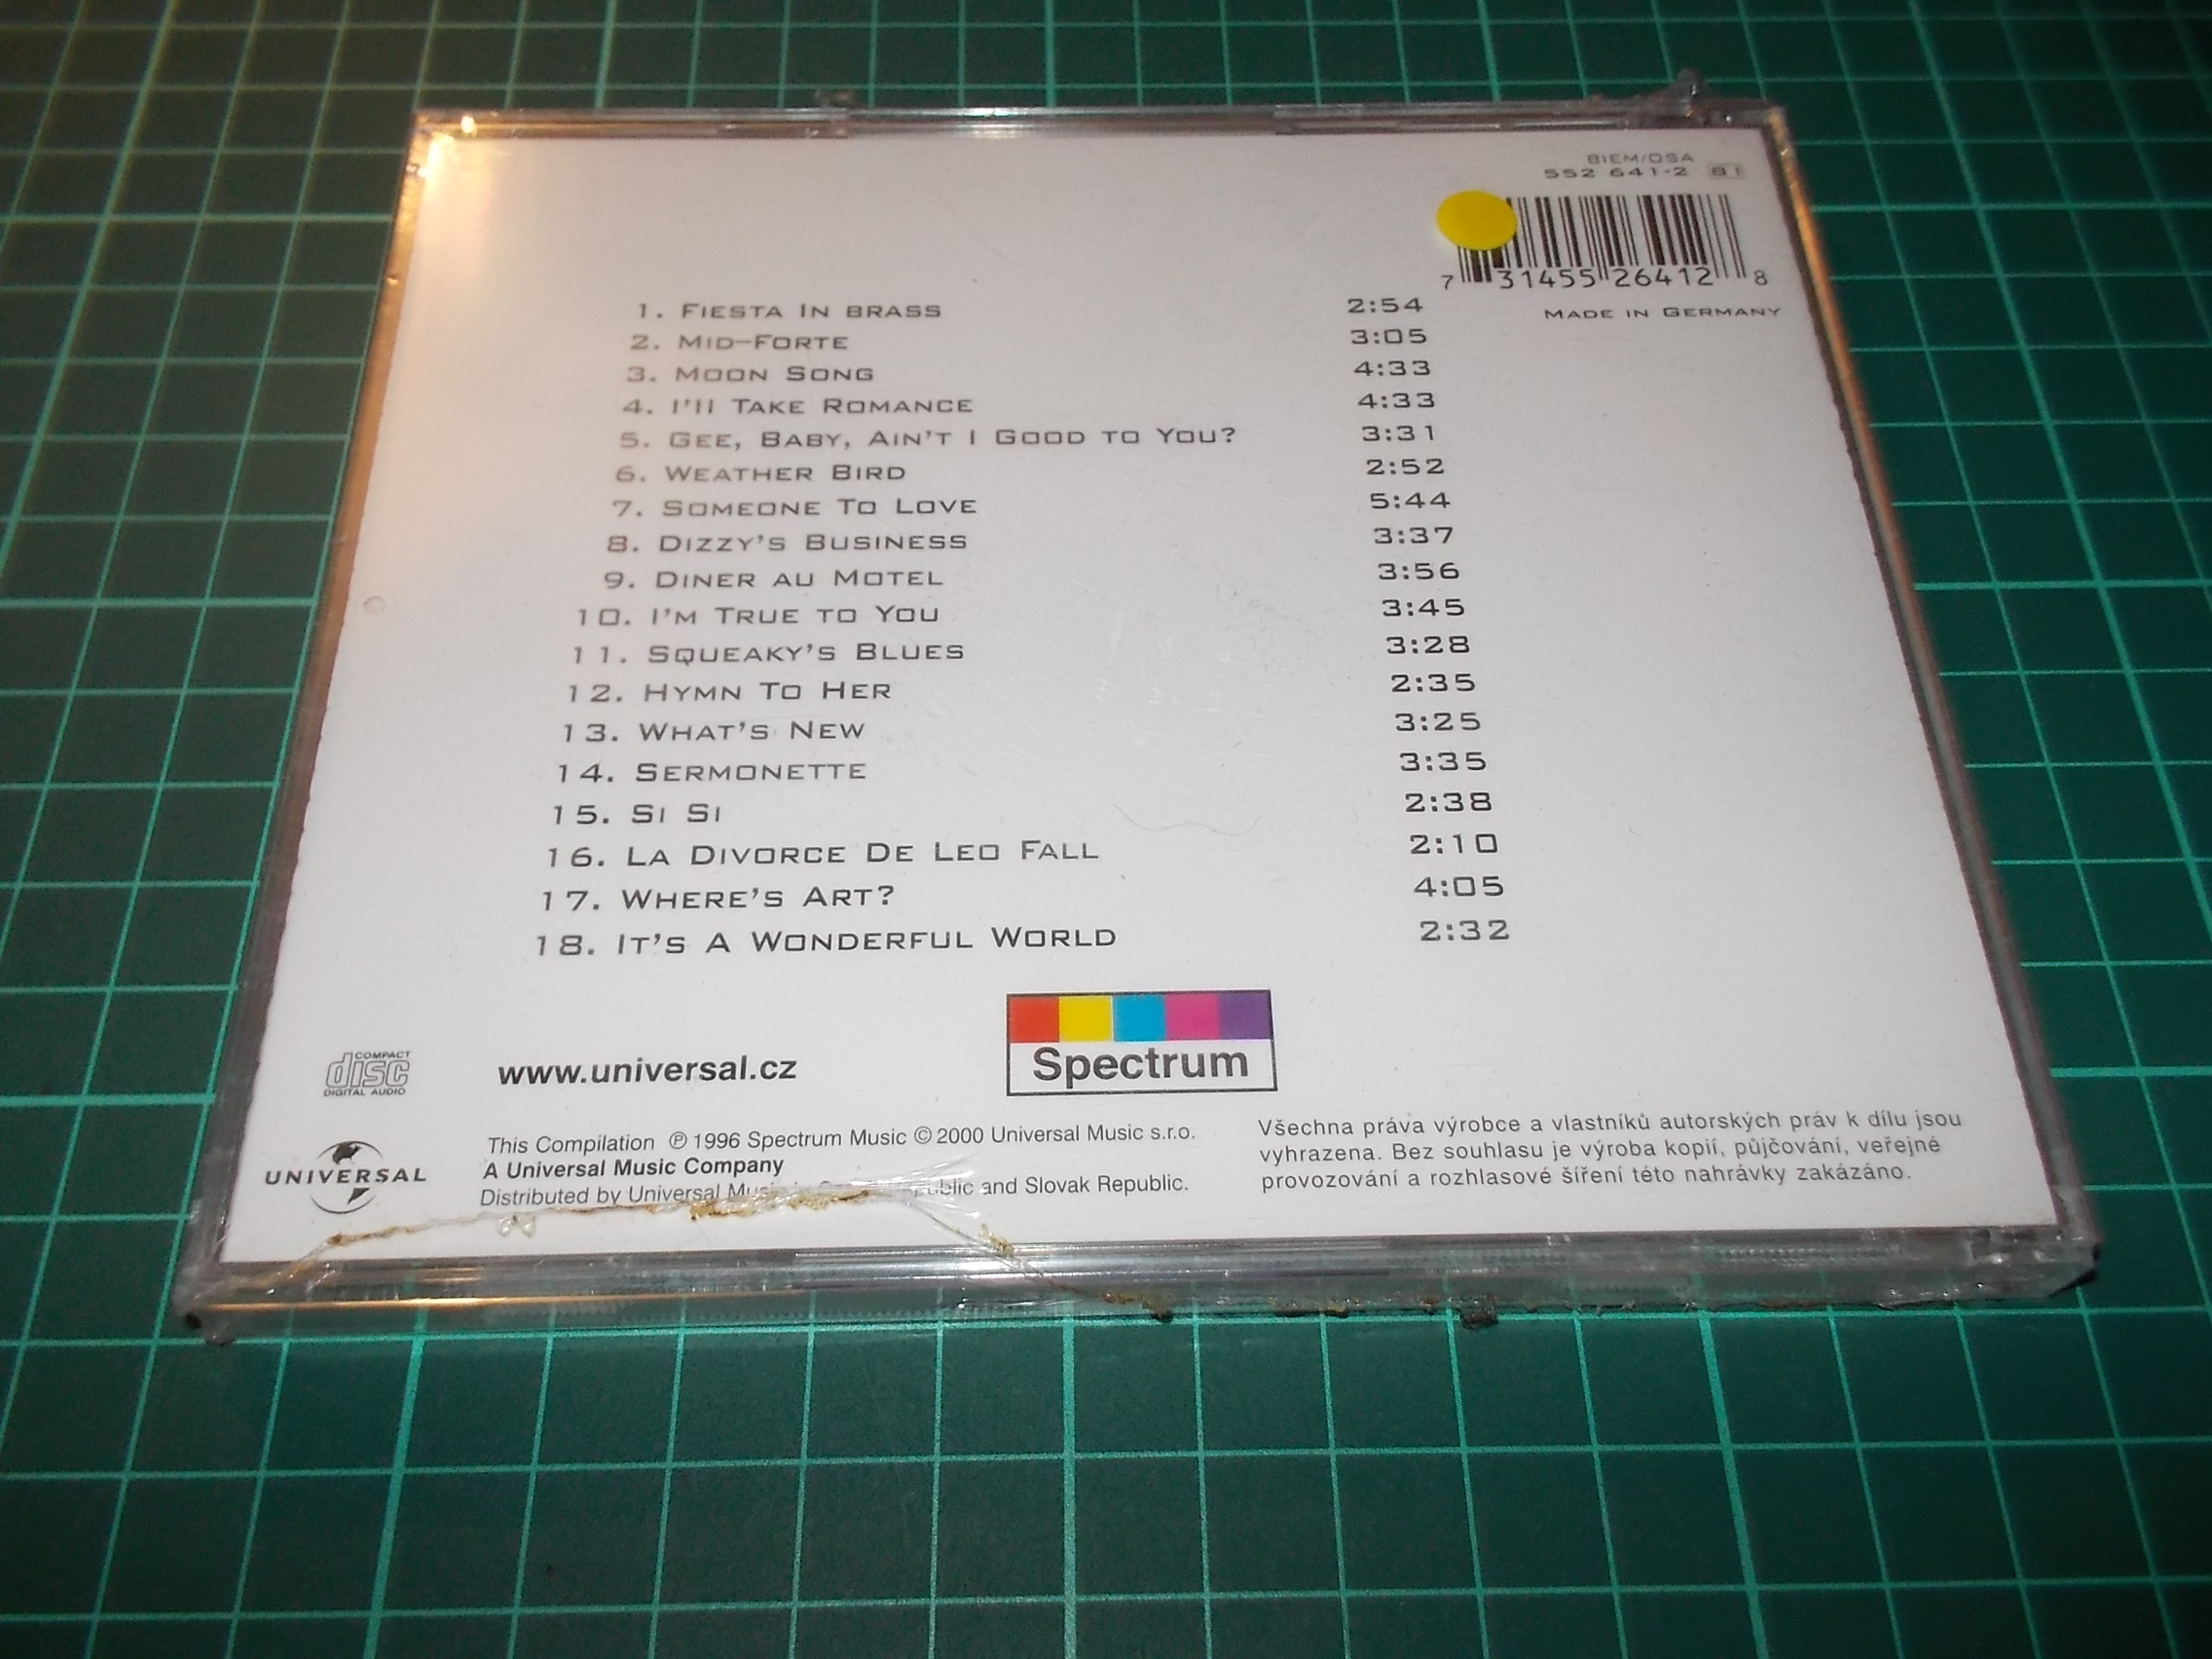 BIEM/OSA
552 641-2 81
7 31455 26412 8
MADE IN GERMANY
1. FIESTA IN BRASS 2:54
2. MID-FORTE 3:05
3. MOON SONG 4:33
4. I'll TAKE ROMANCE 4:33
5. GEE, BABY, AIN'T I GOOD TO YOU? 3:31
6. WEATHER BIRD 2:52
7. SOMEONE TO LOVE 5:44
8. DIZZY'S BUSINESS 3:37
9. DINER AU MOTEL 3:56
10. I'M TRUE TO YOU 3:45
11. SQUEAKY'S BLUES 3:28
12. HYMN TO HER 2:35
13. WHAT'S NEW 3:25
14. SERMONETTE 3:35
15. SI SI 2:38
16. LA DIVORCE DE LEO FALL 2:10
17. WHERE'S ART? 4:05
18. IT'S A WONDERFUL WORLD 2:32
COMPACT
disc
DIGITAL AUDIO
www.universal.cz
Spectrum
UNIVERSAL
This Compilation ℗ 1996 Spectrum Music © 2000 Universal Music s.r.o.
A Universal Music Company
Distributed by Universal and Slovak Republic.
Všechna práva výrobce a vlastníků autorských práv k dílu jsou
vyhrazena. Bez souhlasu je výroba kopií, půjčování, veřejné
provozování a rozhlasové šíření této nahrávky zakázáno.